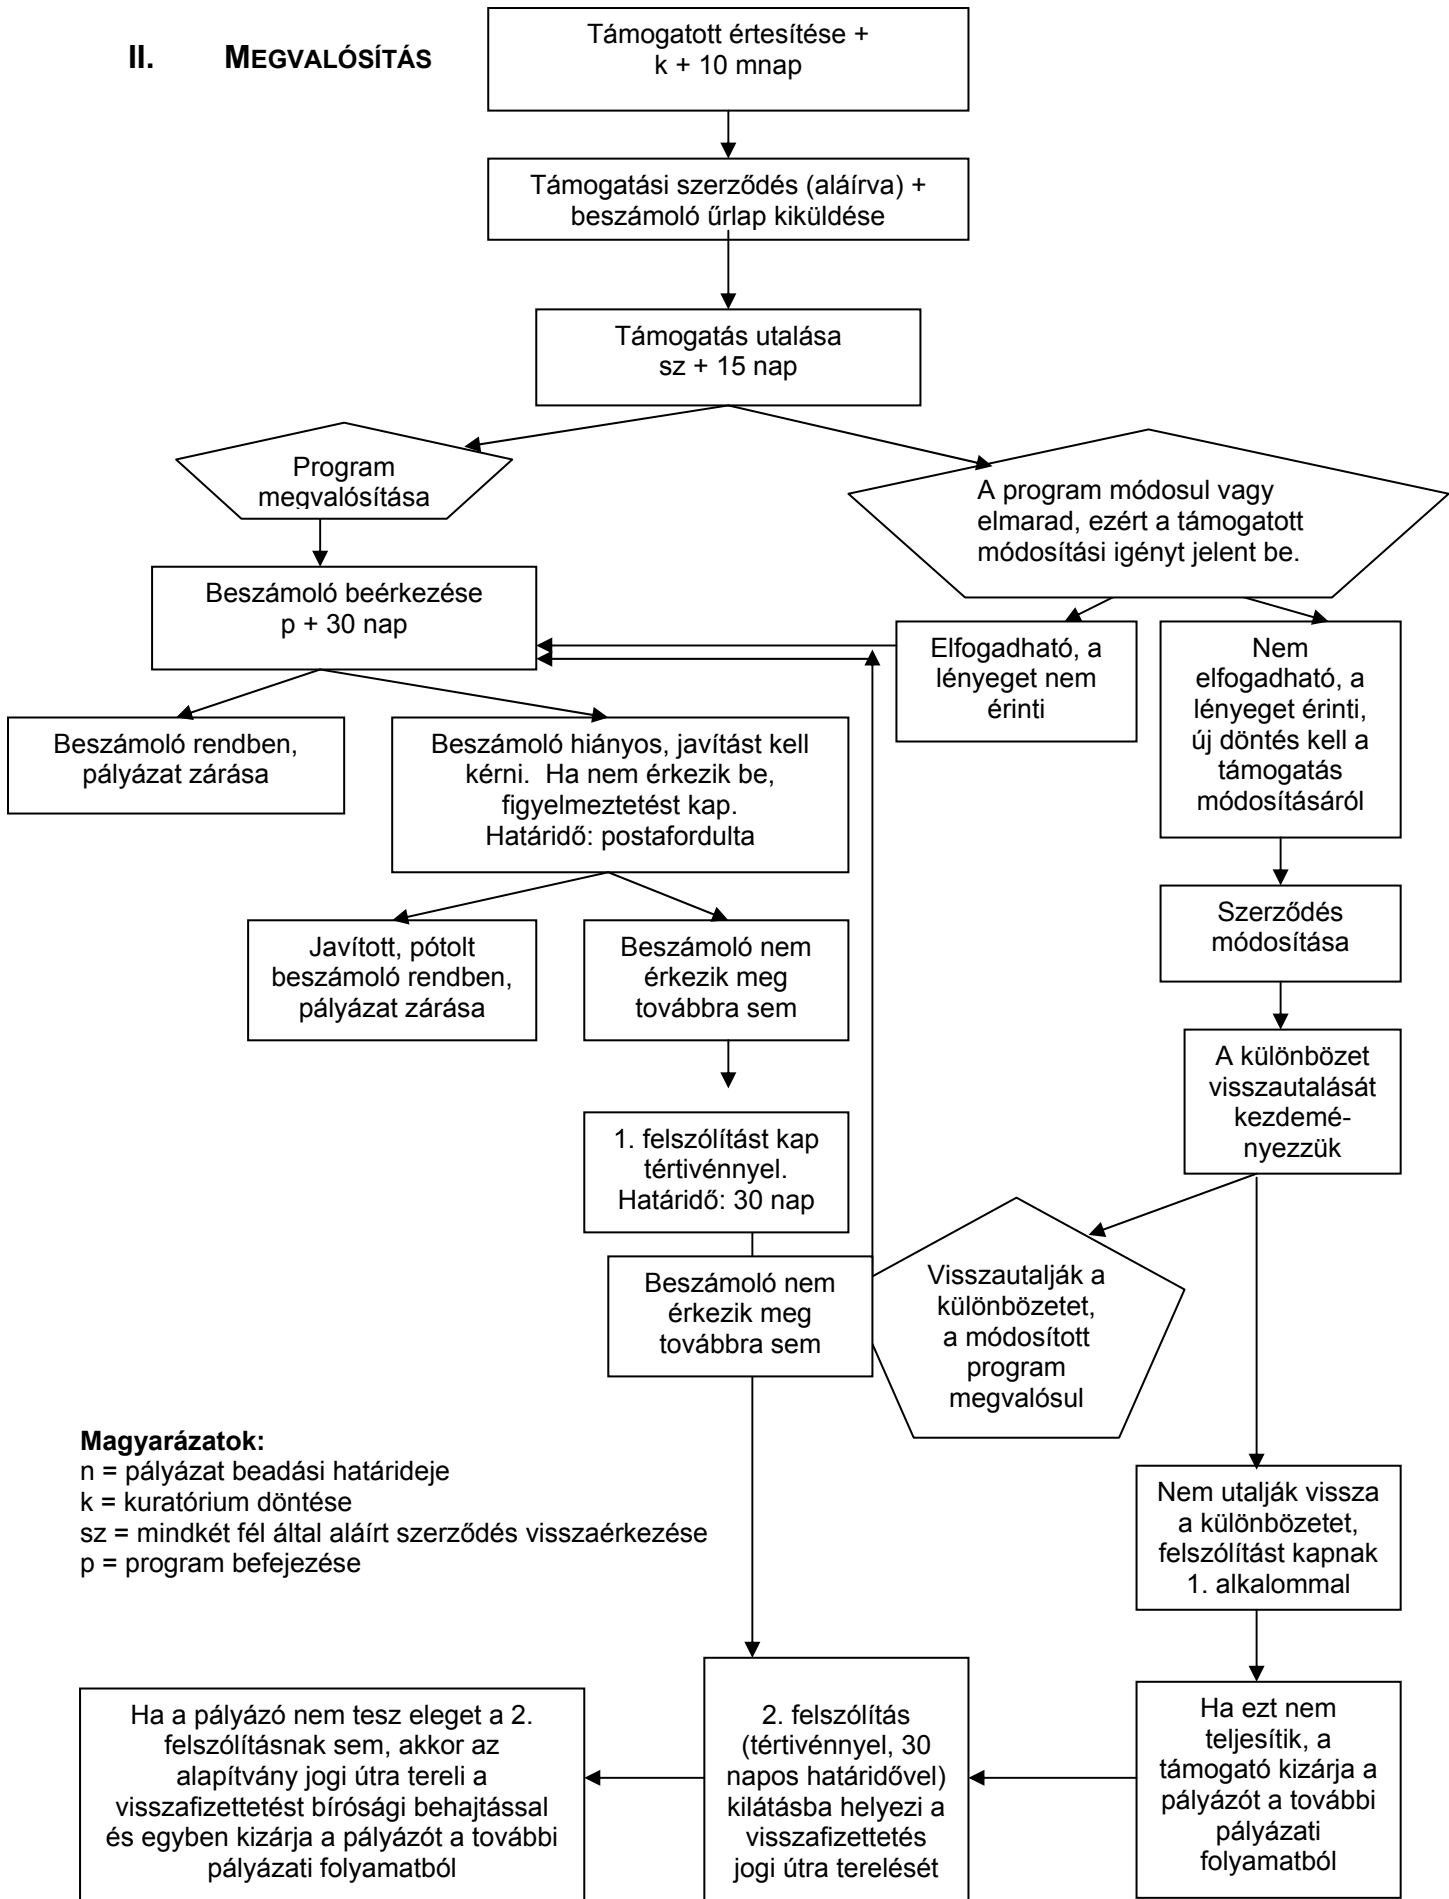 II. MEGVALÓSÍTÁS
Támogatott értesítése +
k + 10 mnap
Támogatási szerződés (aláírva) +
beszámoló űrlap kiküldése
Támogatás utalása
sz + 15 nap
Program
megvalósítása
A program módosul vagy
elmarad, ezért a támogatott
módosítási igényt jelent be.
Beszámoló beérkezése
p + 30 nap
Elfogadható, a
lényeget nem
érinti
Nem
elfogadható, a
lényeget érinti,
új döntés kell a
támogatás
módosításáról
Beszámoló rendben,
pályázat zárása
Beszámoló hiányos, javítást kell
kérni. Ha nem érkezik be,
figyelmeztetést kap.
Határidő: postafordulta
Javított, pótolt
beszámoló rendben,
pályázat zárása
Beszámoló nem
érkezik meg
továbbra sem
Szerződés
módosítása
A különbözet
visszautalását
kezdemé-
nyezzük
1. felszólítást kap
tértivénnyel.
Határidő: 30 nap
Beszámoló nem
érkezik meg
továbbra sem
Visszautalják a
különbözetet,
a módosított
program
megvalósul
Magyarázatok:
n = pályázat beadási határideje
k = kuratórium döntése
sz = mindkét fél által aláírt szerződés visszaérkezése
p = program befejezése
Nem utalják vissza
a különbözetet,
felszólítást kapnak
1. alkalommal
Ha a pályázó nem tesz eleget a 2.
felszólításnak sem, akkor az
alapítvány jogi útra tereli a
visszafizettetést bírósági behajtással
és egyben kizárja a pályázót a további
pályázati folyamatból
2. felszólítás
(tértivénnyel, 30
napos határidővel)
kilátásba helyezi a
visszafizettetés
jogi útra terelését
Ha ezt nem
teljesítik, a
támogató kizárja a
pályázót a további
pályázati
folyamatból